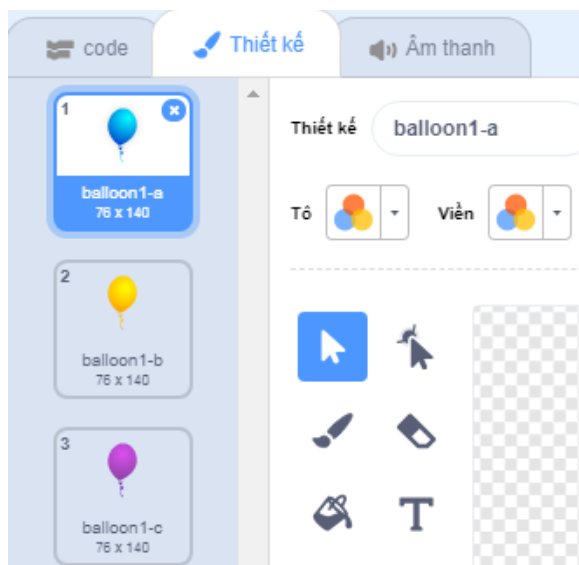 code
Thiết kế
Âm thanh
1
balloon1-a
76 x 140
2
balloon1-b
76 x 140
3
balloon1-c
76 x 140
Thiết kế
balloon1-a
Tô
Viền
T